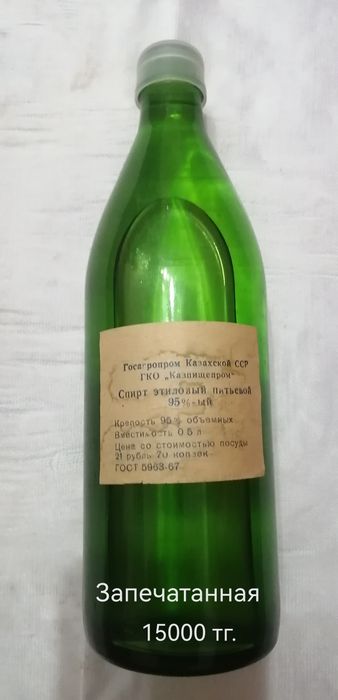 Госагропром Казахской ССР
ГКО „Казпищепром"
Спирт этиловый питьевой
95%-ый
Крепость 95% объемных
Вместимость 0.5 л
Цена со стоимостью посуды
21 рубль 70 копеек
ГОСТ 5963-67
Запечатанная
15000 тг.